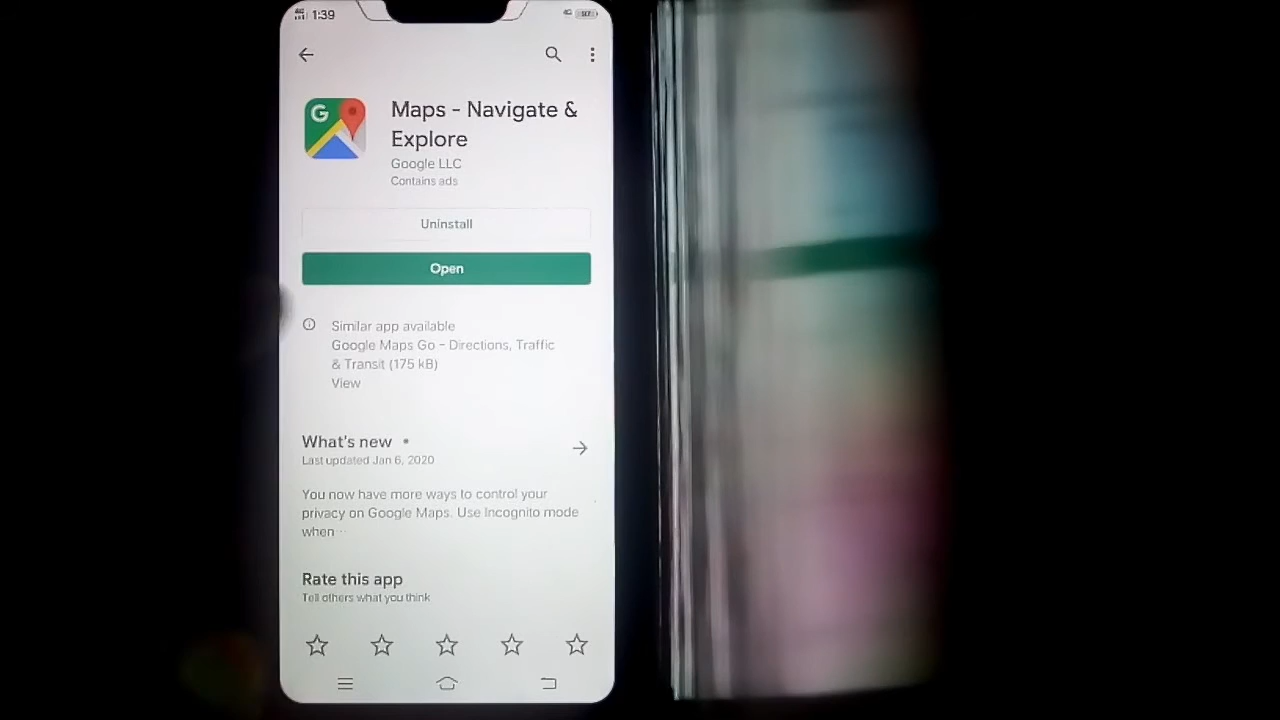 1:39
G
Maps - Navigate &
Explore
Google LLC
Contains ads
Uninstall
Open
Similar app available
Google Maps Go - Directions, Traffic
& Transit (175 kB)
View
What's new •
Last updated Jan 6, 2020
You now have more ways to control your
privacy on Google Maps. Use Incognito mode
when ···
Rate this app
Tell others what you think